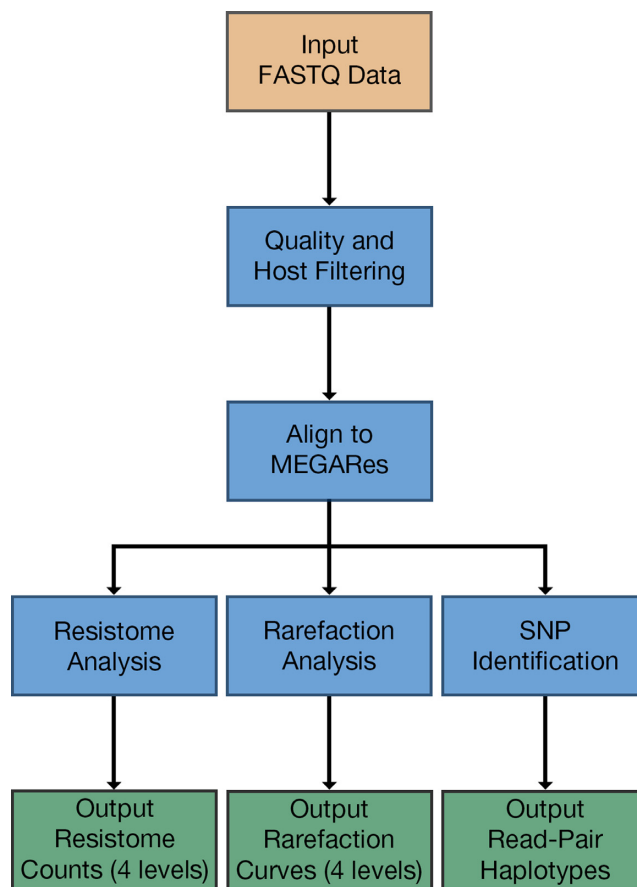 Input
FASTQ Data
Quality and
Host Filtering
Align to
MEGARes
Resistome
Analysis
Rarefaction
Analysis
SNP
Identification
Output
Resistome
Counts (4 levels)
Output
Rarefaction
Curves (4 levels)
Output
Read-Pair
Haplotypes